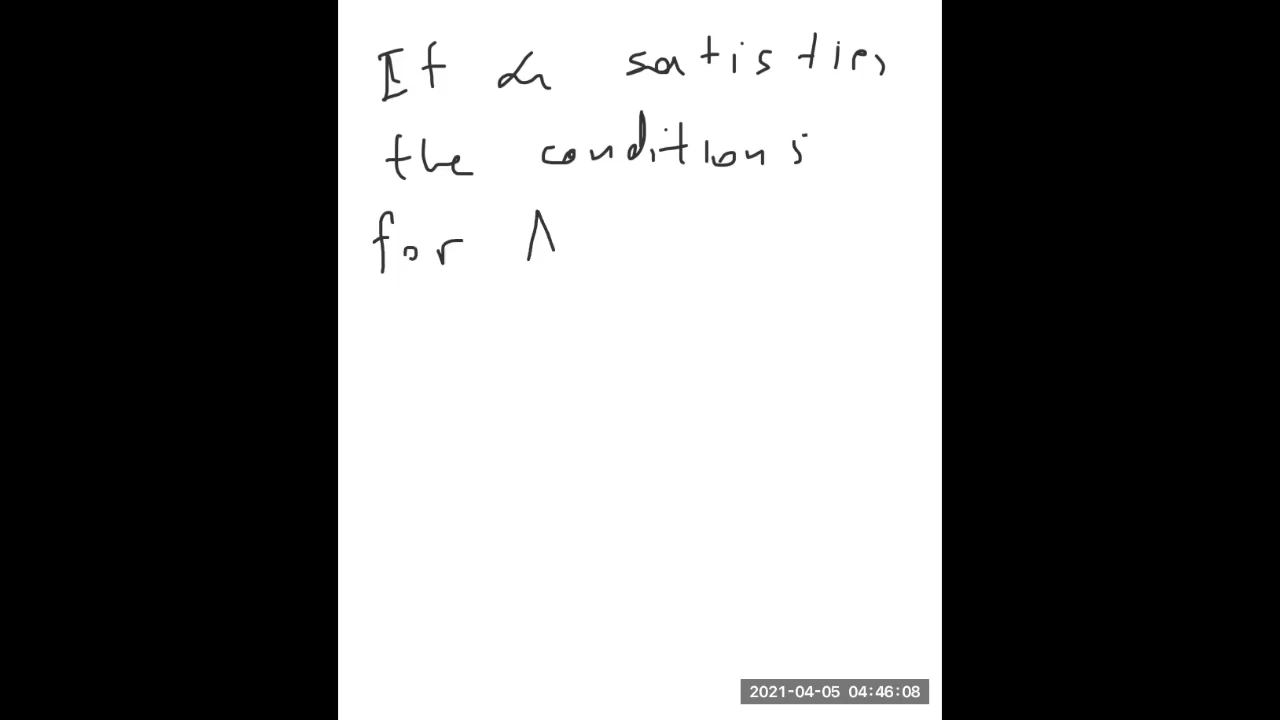 If α satisfies
the conditions
for Λ
2021-04-05 04:46:08